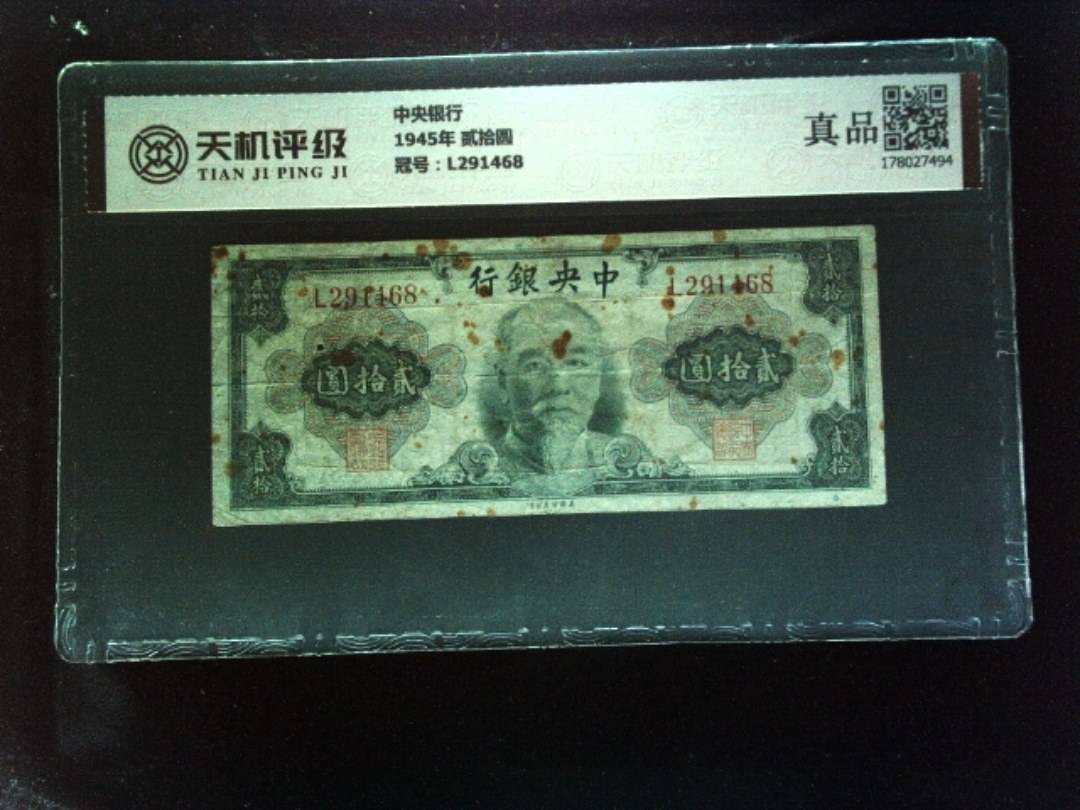 天机评级
TIAN JI PING JI
中央银行
1945年 贰拾圆
冠号：L291468
真品
178027494
行銀央中
L291468
L291468
圓拾貳
圓拾貳
貳拾
貳拾
貳拾
貳拾